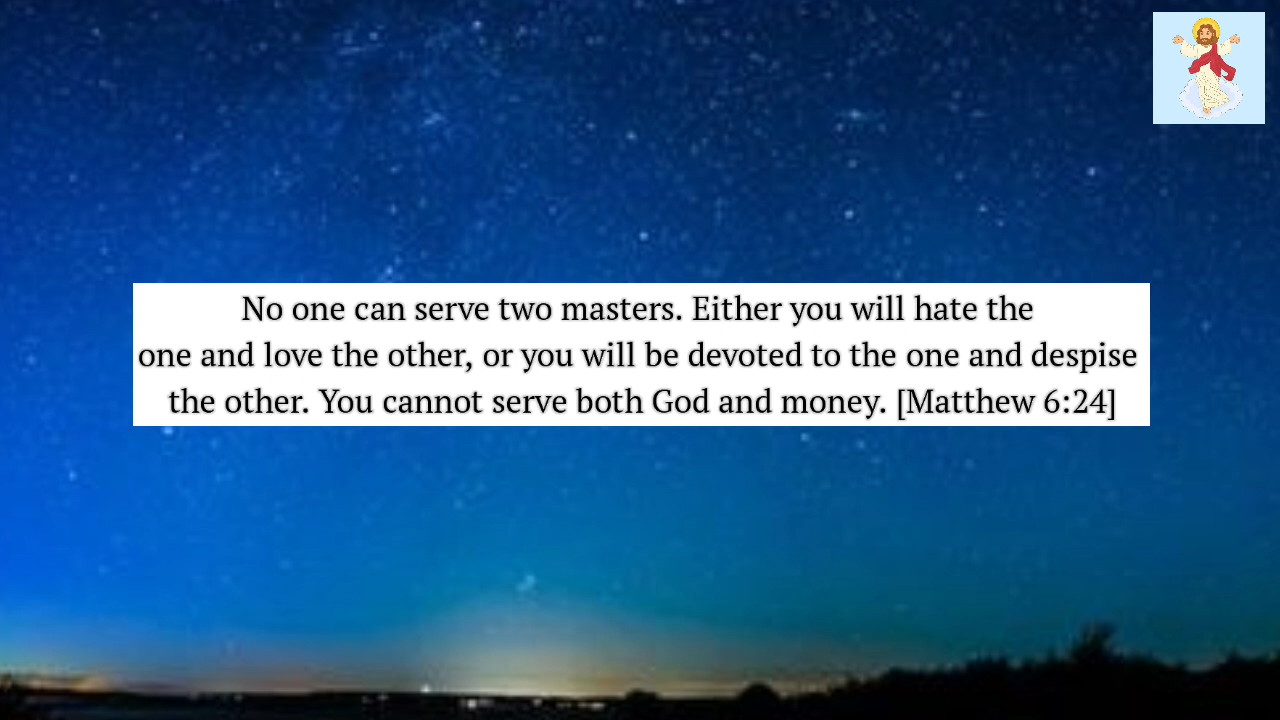 No one can serve two masters. Either you will hate the
one and love the other, or you will be devoted to the one and despise
the other. You cannot serve both God and money. [Matthew 6:24]